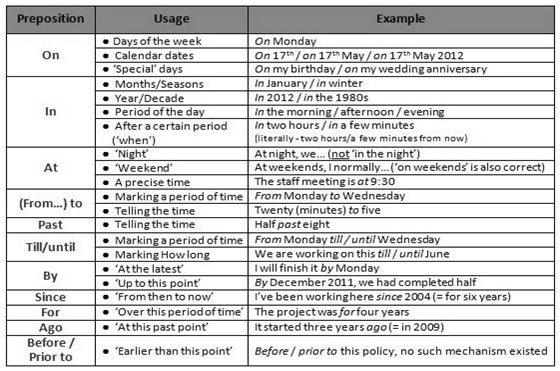 Preposition Usage Example
On
● Days of the week On Monday
● Calendar dates On 17th / on 17th May / on 17th May 2012
● ‘Special’ days On my birthday / on my wedding anniversary
In
● Months/Seasons In January / in winter
● Year/Decade In 2012 / in the 1980s
● Period of the day In the morning / afternoon / evening
● After a certain period In two hours / in a few minutes
(‘when’) (literally - two hours/a few minutes from now)
At
● ‘Night’ At night, we... (not ‘in the night’)
● ‘Weekend’ At weekends, I normally... (‘on weekends’ is also correct)
● A precise time The staff meeting is at 9:30
(From...) to
● Marking a period of time From Monday to Wednesday
● Telling the time Twenty (minutes) to five
Past ● Telling the time Half past eight
Till/until
● Marking a period of time From Monday till / until Wednesday
● Marking How long We are working on this till / until June
By
● ‘At the latest’ I will finish it by Monday
● ‘Up to this point’ By December 2011, we had completed half
Since ● ‘From then to now’ I’ve been working here since 2004 (= for six years)
For ● ‘Over this period of time’ The project was for four years
Ago ● ‘At this past point’ It started three years ago (= in 2009)
Before /
Prior to
● ‘Earlier than this point’ Before / prior to this policy, no such mechanism existed